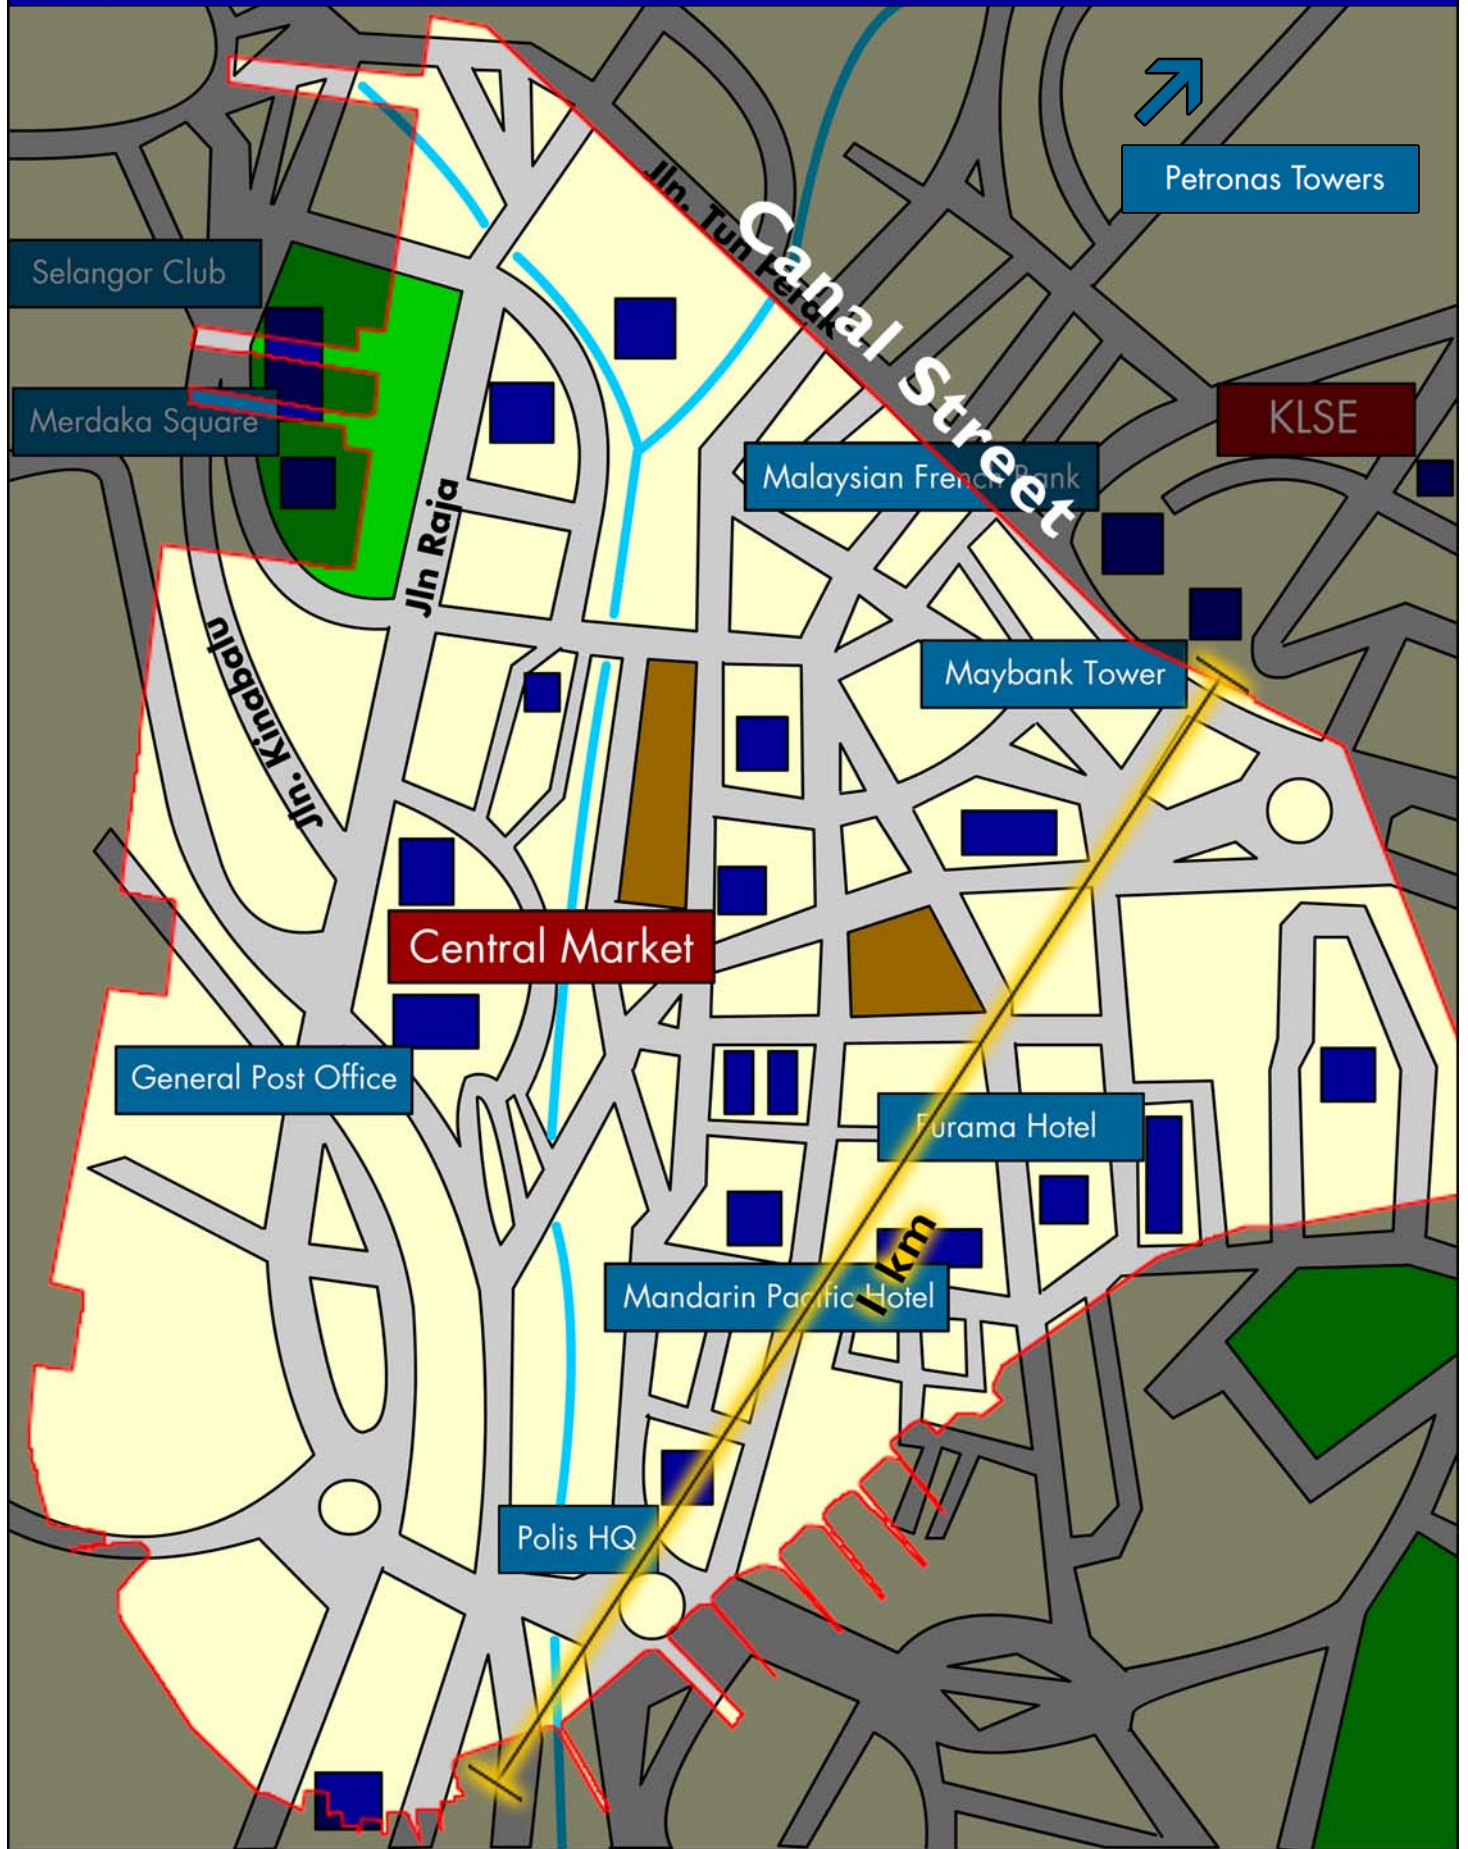 Petronas Towers
Jln. Tun Perak
Canal Street
Selangor Club
Merdaka Square
KLSE
Malaysian French Bank
Jln Raja
Jln. Kinabalu
Maybank Tower
Central Market
General Post Office
Furama Hotel
1 km
Mandarin Pacific Hotel
Polis HQ